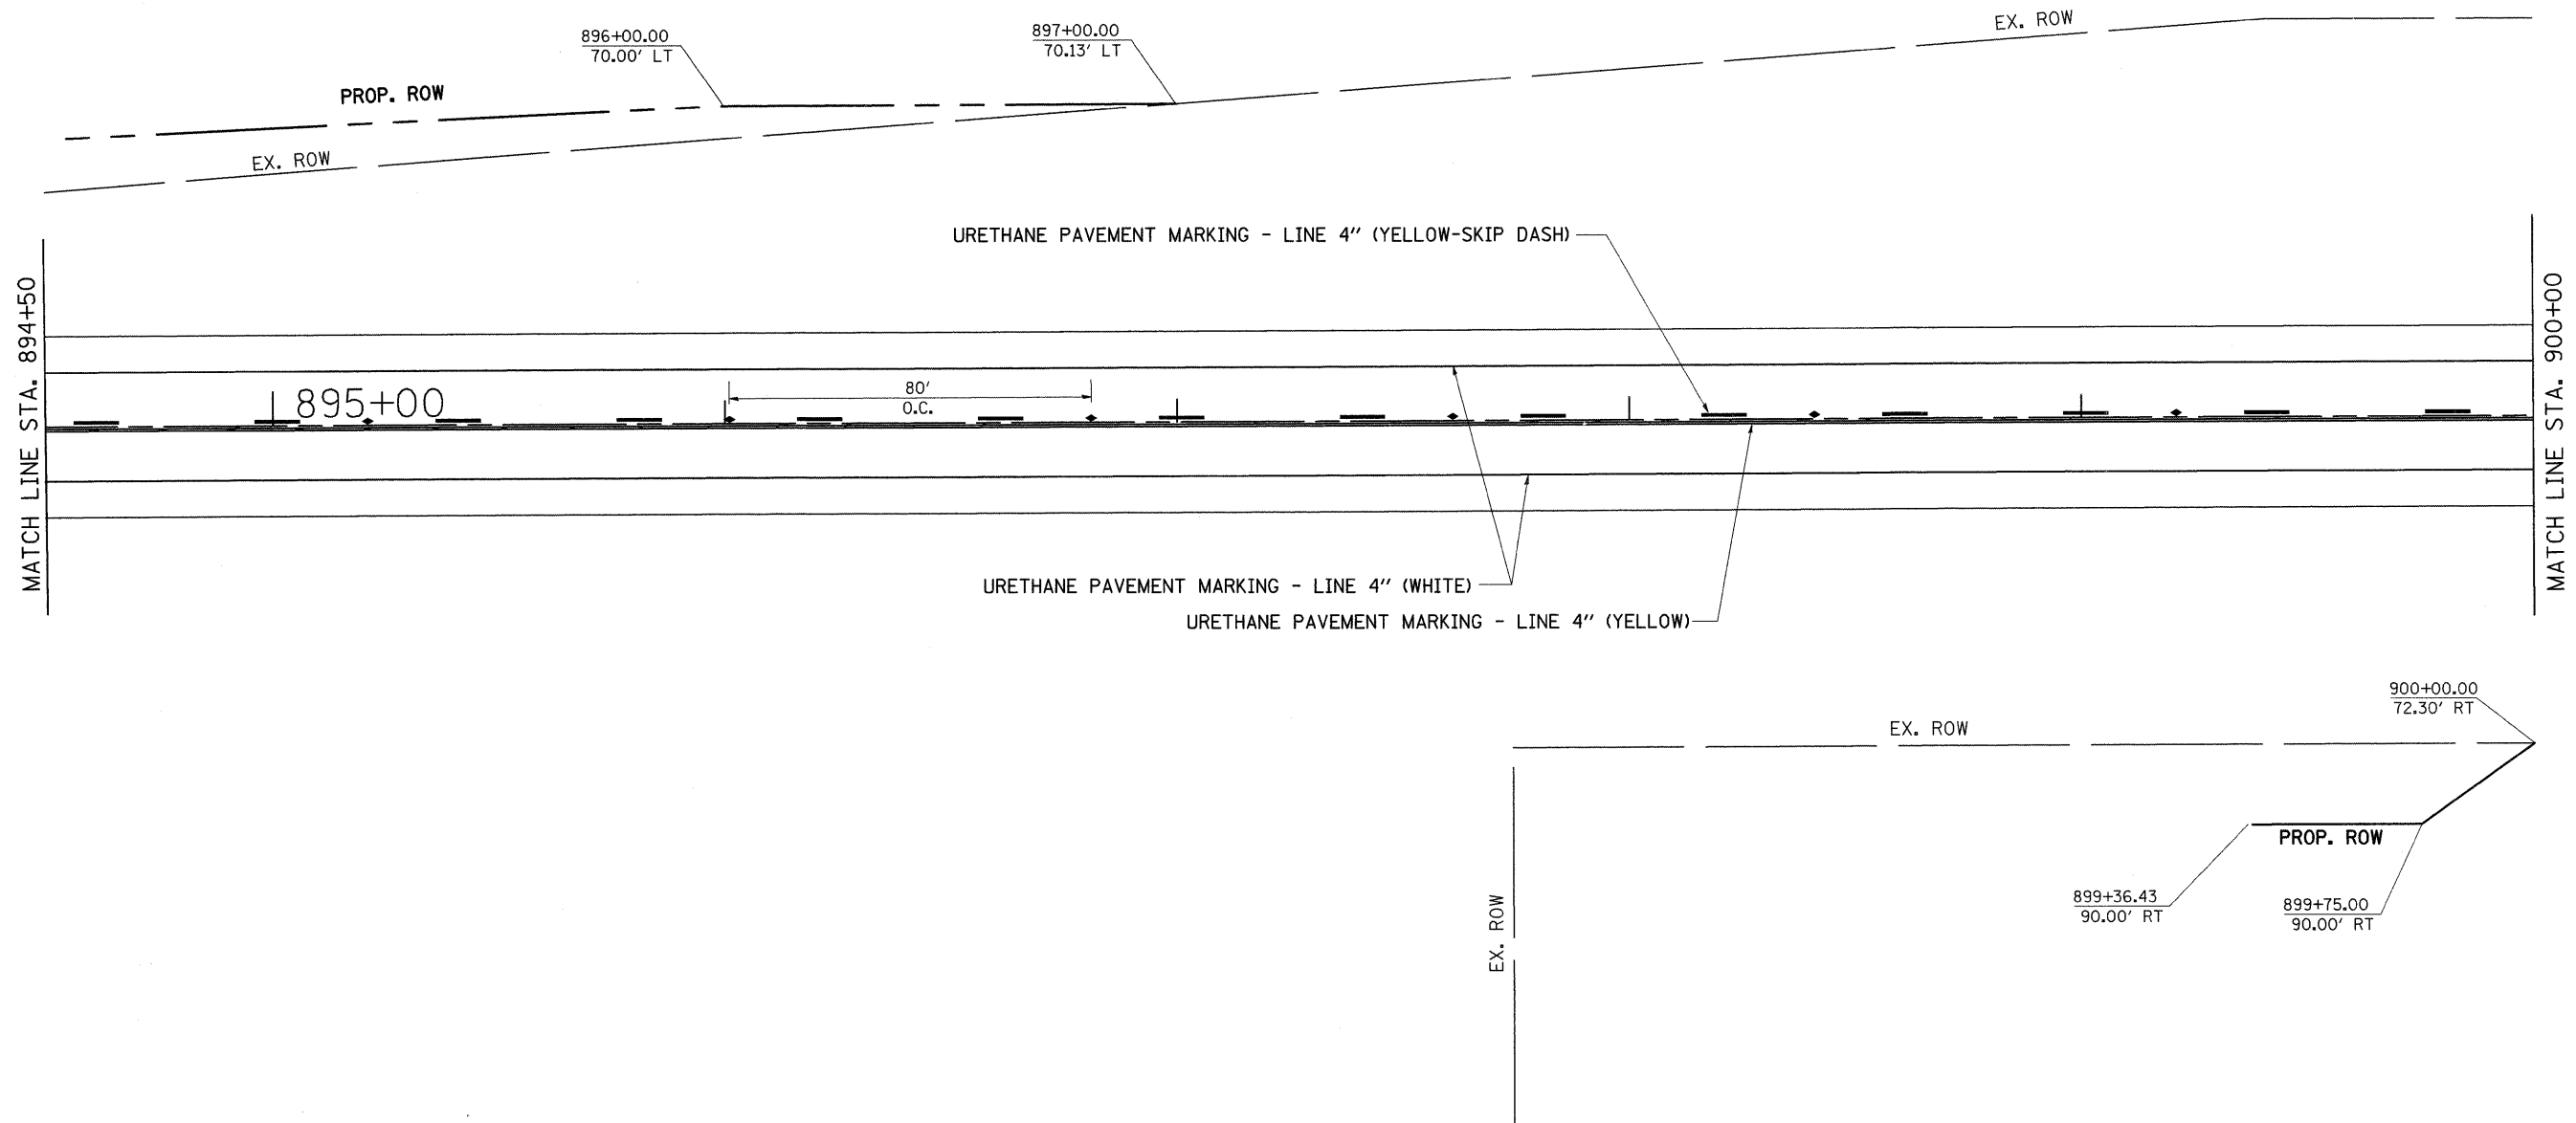 896+00.00
70.00' LT
897+00.00
70.13' LT
EX. ROW
PROP. ROW
EX. ROW
URETHANE PAVEMENT MARKING - LINE 4" (YELLOW-SKIP DASH)
MATCH LINE STA. 894+50
MATCH LINE STA. 900+00
895+00
80'
O.C.
URETHANE PAVEMENT MARKING - LINE 4" (WHITE)
URETHANE PAVEMENT MARKING - LINE 4" (YELLOW)
900+00.00
72.30' RT
EX. ROW
PROP. ROW
EX. ROW
899+36.43
90.00' RT
899+75.00
90.00' RT